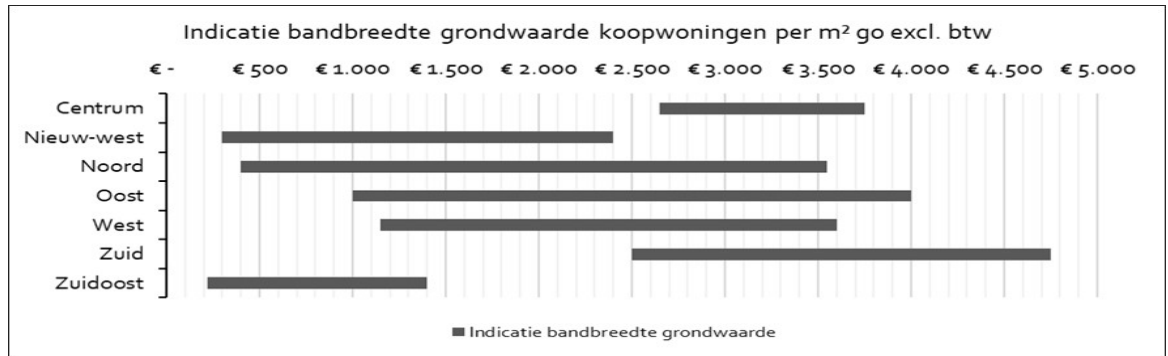 Indicatie bandbreedte grondwaarde koopwoningen per m² go excl. btw
€ - € 500 € 1.000 € 1.500 € 2.000 € 2.500 € 3.000 € 3.500 € 4.000 € 4.500 € 5.000
Centrum
Nieuw-west
Noord
Oost
West
Zuid
Zuidoost
Indicatie bandbreedte grondwaarde